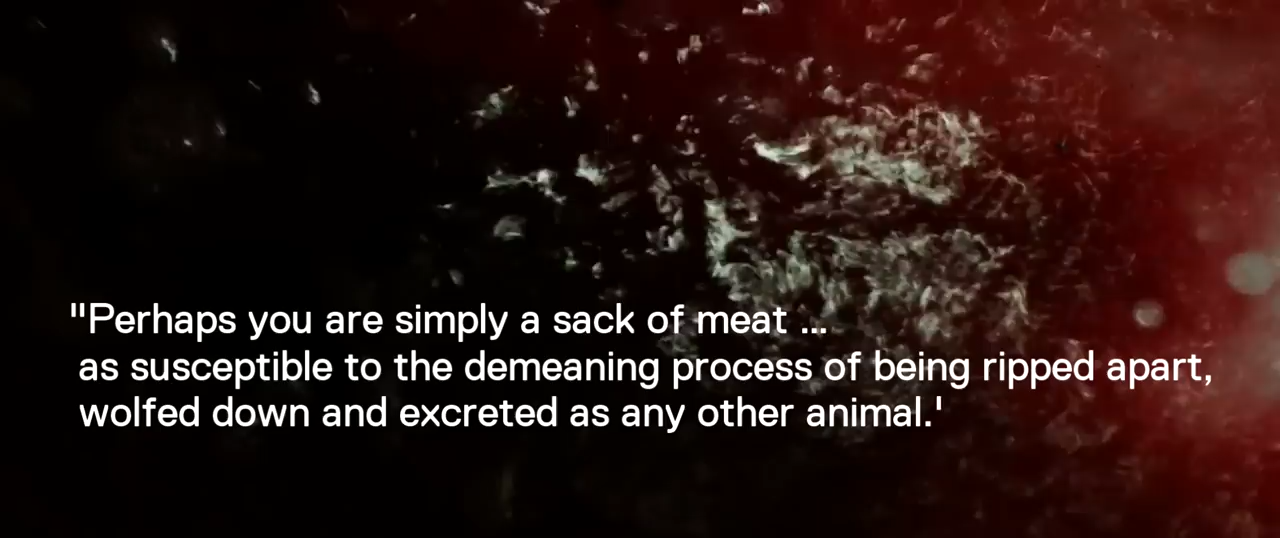 "Perhaps you are simply a sack of meat ...
as susceptible to the demeaning process of being ripped apart,
wolfed down and excreted as any other animal.'